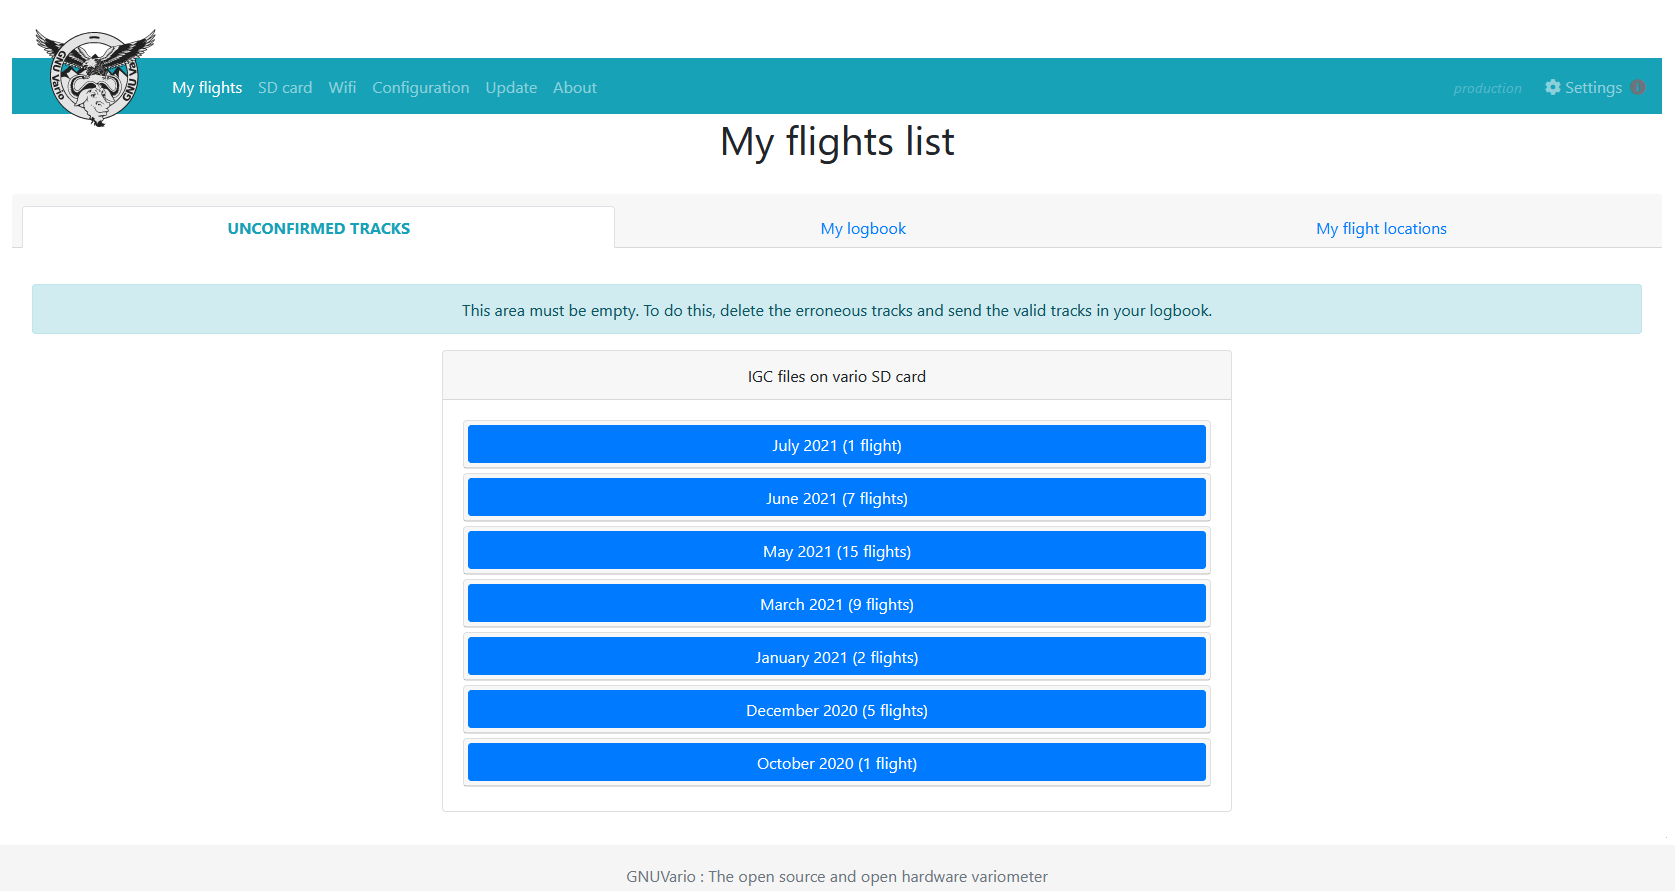 GNUVario GNUVario
My flights SD card Wifi Configuration Update About production Settings
My flights list
UNCONFIRMED TRACKS My logbook My flight locations
This area must be empty. To do this, delete the erroneous tracks and send the valid tracks in your logbook.
IGC files on vario SD card
July 2021 (1 flight)
June 2021 (7 flights)
May 2021 (15 flights)
March 2021 (9 flights)
January 2021 (2 flights)
December 2020 (5 flights)
October 2020 (1 flight)
GNUVario : The open source and open hardware variometer